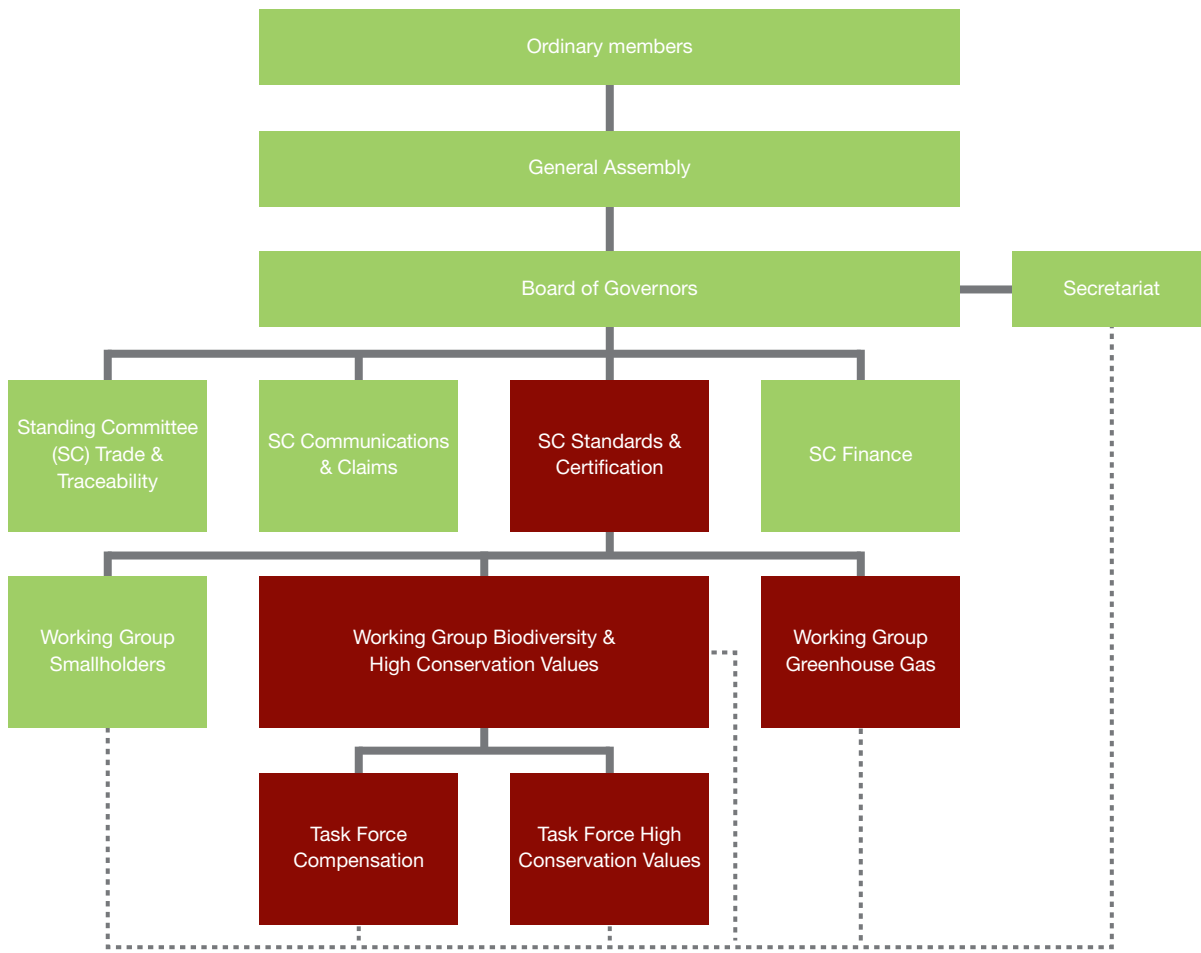 Ordinary members
General Assembly
Board of Governors
Secretariat
Standing Committee
(SC) Trade &
Traceability
SC Communications
& Claims
SC Standards &
Certification
SC Finance
Working Group
Smallholders
Working Group Biodiversity &
High Conservation Values
Working Group
Greenhouse Gas
Task Force
Compensation
Task Force High
Conservation Values